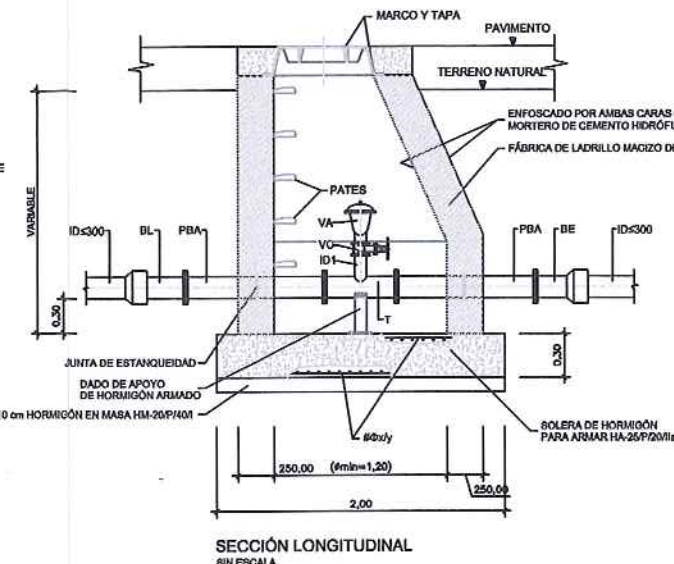 MARCO Y TAPA
PAVIMENTO
TERRENO NATURAL
ENFOSCADO POR AMBAS CARAS
MORTERO DE CEMENTO HIDRÓFU
FÁBRICA DE LADRILLO MACIZO DE
VARIABLE
PATES
VA
VC
ID1
ID≤300
BL
PBA
PBA
BE
ID≤300
T
0.30
0.30
JUNTA DE ESTANQUEIDAD
DADO DE APOYO
DE HORMIGÓN ARMADO
0 cm HORMIGÓN EN MASA HM-20/P/40/I
#Φx/y
SOLERA DE HORMIGÓN
PARA ARMAR HA-25/P/20/II
250,00
(ømin=1,20)
250,00
2,00
SECCIÓN LONGITUDINAL
SIN ESCALA